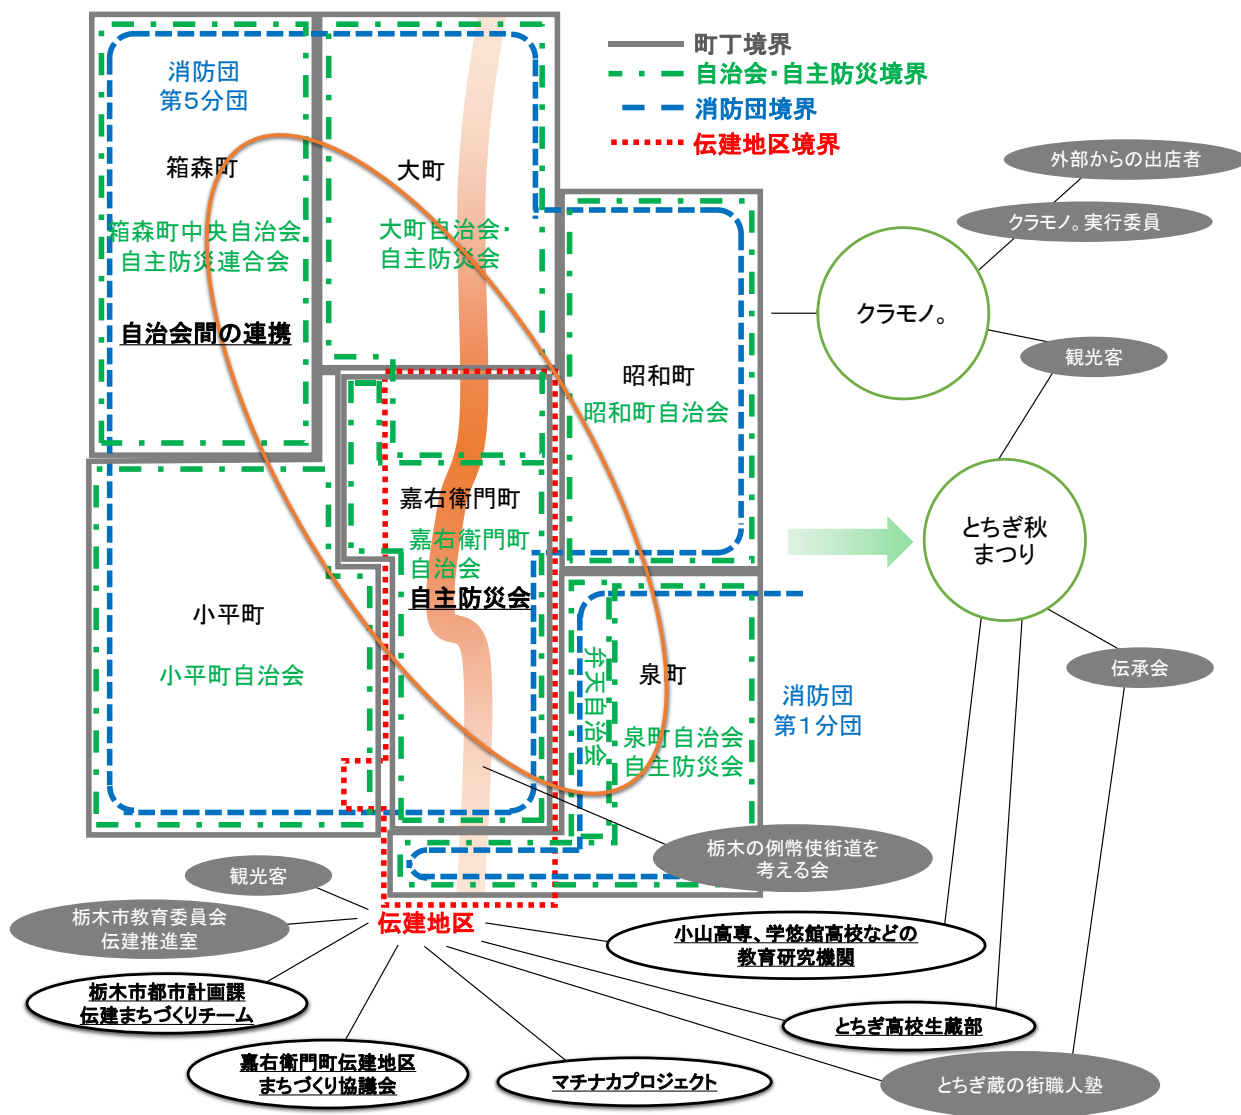 町丁境界
自治会・自主防災境界
消防団境界
伝建地区境界
消防団
第5分団
箱森町
箱森町中央自治会
自主防災連合会
自治会間の連携
大町
大町自治会・
自主防災会
昭和町
昭和町自治会
嘉右衛門町
嘉右衛門町
自治会
自主防災会
小平町
小平町自治会
弁天自治会
泉町
泉町自治会
自主防災会
消防団
第1分団
外部からの出店者
クラモノ。実行委員
クラモノ。
観光客
とちぎ秋
まつり
伝承会
栃木の例幣使街道を
考える会
観光客
栃木市教育委員会
伝建推進室
伝建地区
小山高専、学悠館高校などの
教育研究機関
栃木市都市計画課
伝建まちづくりチーム
とちぎ高校生蔵部
嘉右衛門町伝建地区
まちづくり協議会
マチナカプロジェクト
とちぎ蔵の街職人塾